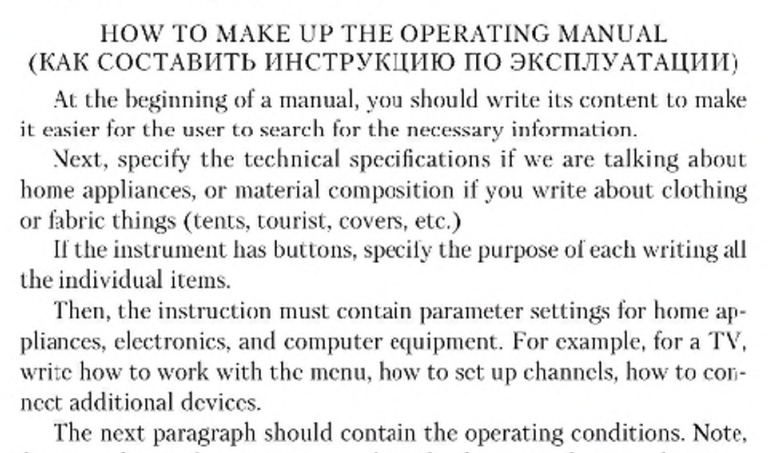 HOW TO MAKE UP THE OPERATING MANUAL
(КАК СОСТАВИТЬ ИНСТРУКЦИЮ ПО ЭКСПЛУАТАЦИИ)
At the beginning of a manual, you should write its content to make
it easier for the user to search for the necessary information.
Next, specify the technical specifications if we are talking about
home appliances, or material composition if you write about clothing
or fabric things (tents, tourist, covers, etc.)
If the instrument has buttons, specify the purpose of each writing all
the individual items.
Then, the instruction must contain parameter settings for home ap-
pliances, electronics, and computer equipment. For example, for a TV,
write how to work with the menu, how to set up channels, how to con-
nect additional devices.
The next paragraph should contain the operating conditions. Note,